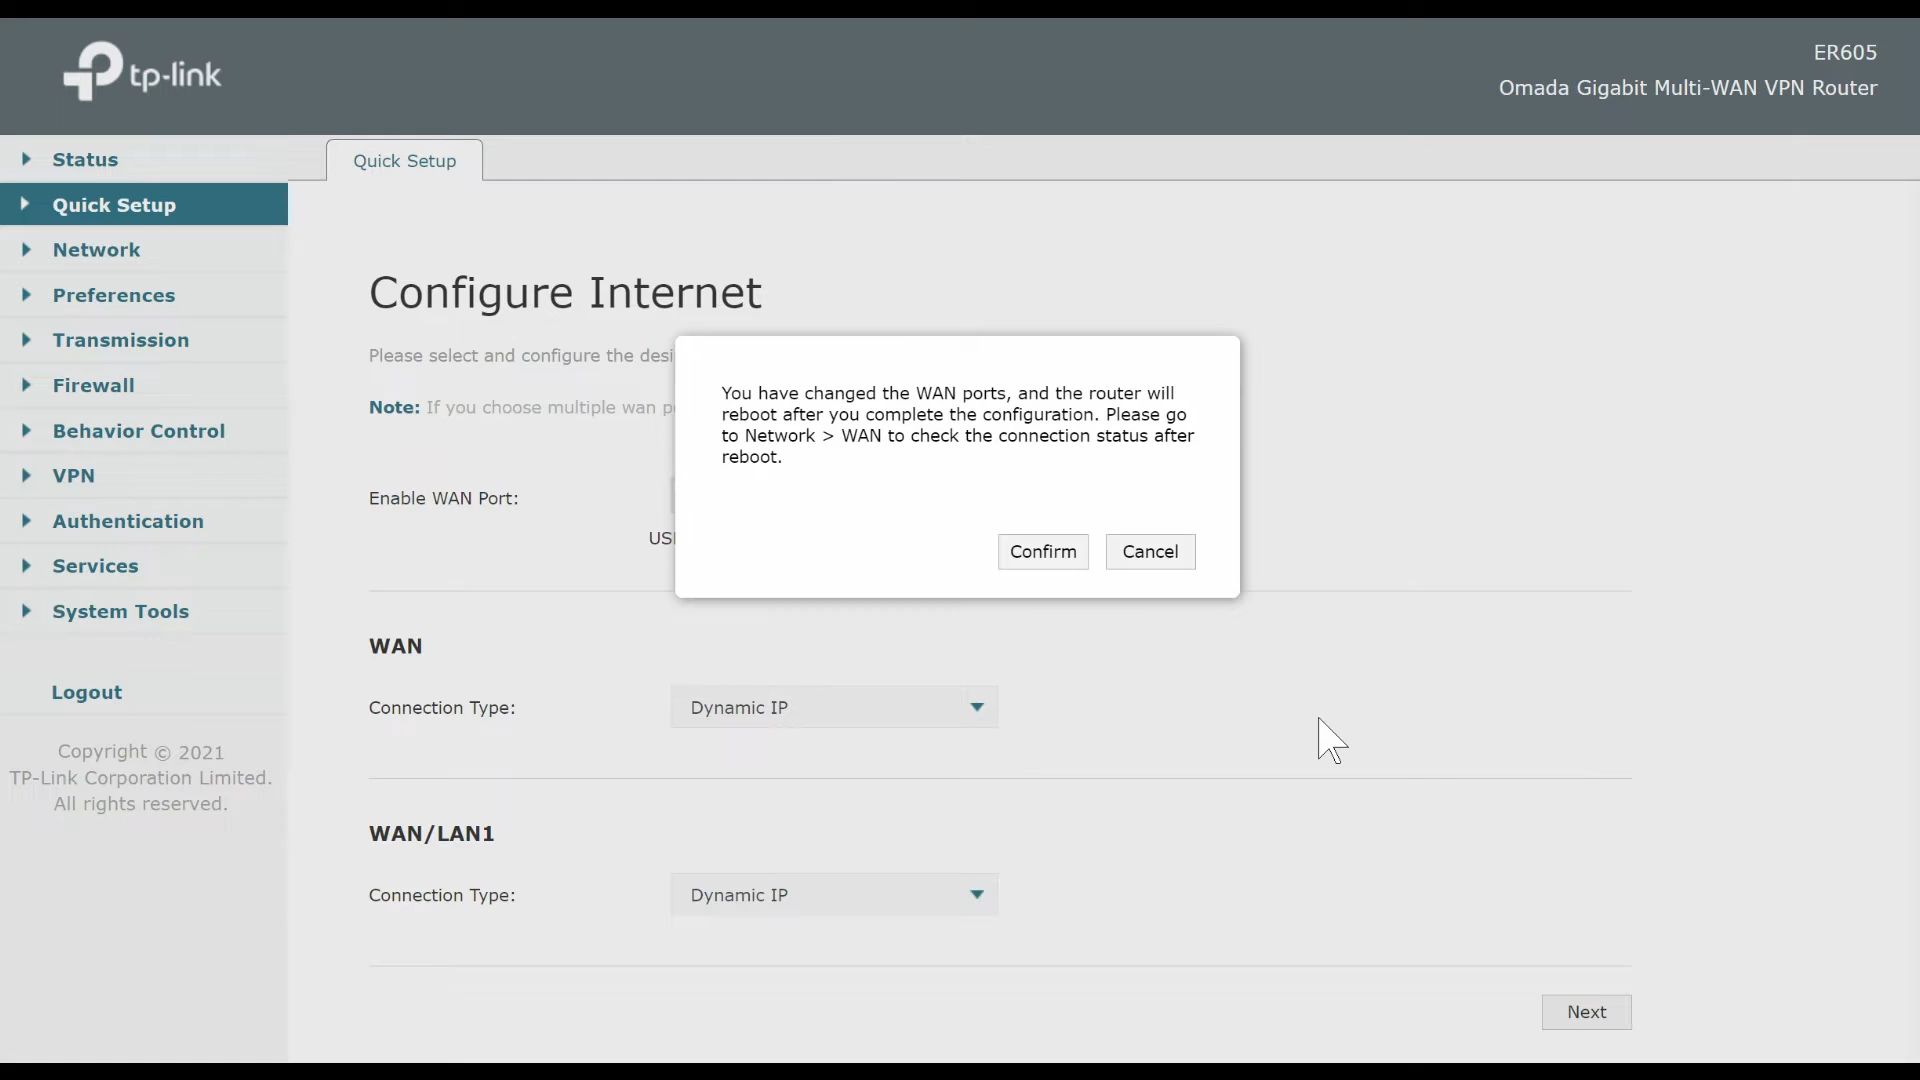 tp-link
ER605
Omada Gigabit Multi-WAN VPN Router
Status
Quick Setup
Network
Preferences
Transmission
Firewall
Behavior Control
VPN
Authentication
Services
System Tools
Logout
Copyright © 2021
TP-Link Corporation Limited.
All rights reserved.
Quick Setup
Configure Internet
Please select and configure the
Note: If you choose multiple wan
You have changed the WAN ports, and the router will
reboot after you complete the configuration. Please go
to Network > WAN to check the connection status after
reboot.
Confirm
Cancel
Enable WAN Port:
WAN
Connection Type:
Dynamic IP
WAN/LAN1
Connection Type:
Dynamic IP
Next